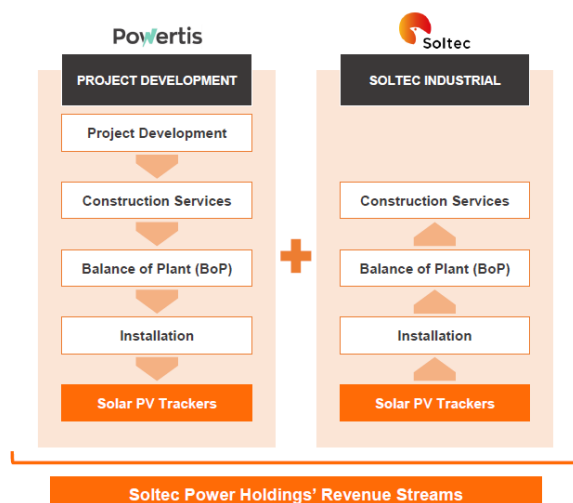 Powertis
PROJECT DEVELOPMENT
Project Development
Construction Services
Balance of Plant (BoP)
Installation
Solar PV Trackers
Soltec
SOLTEC INDUSTRIAL
Construction Services
Balance of Plant (BoP)
Installation
Solar PV Trackers
Soltec Power Holdings' Revenue Streams